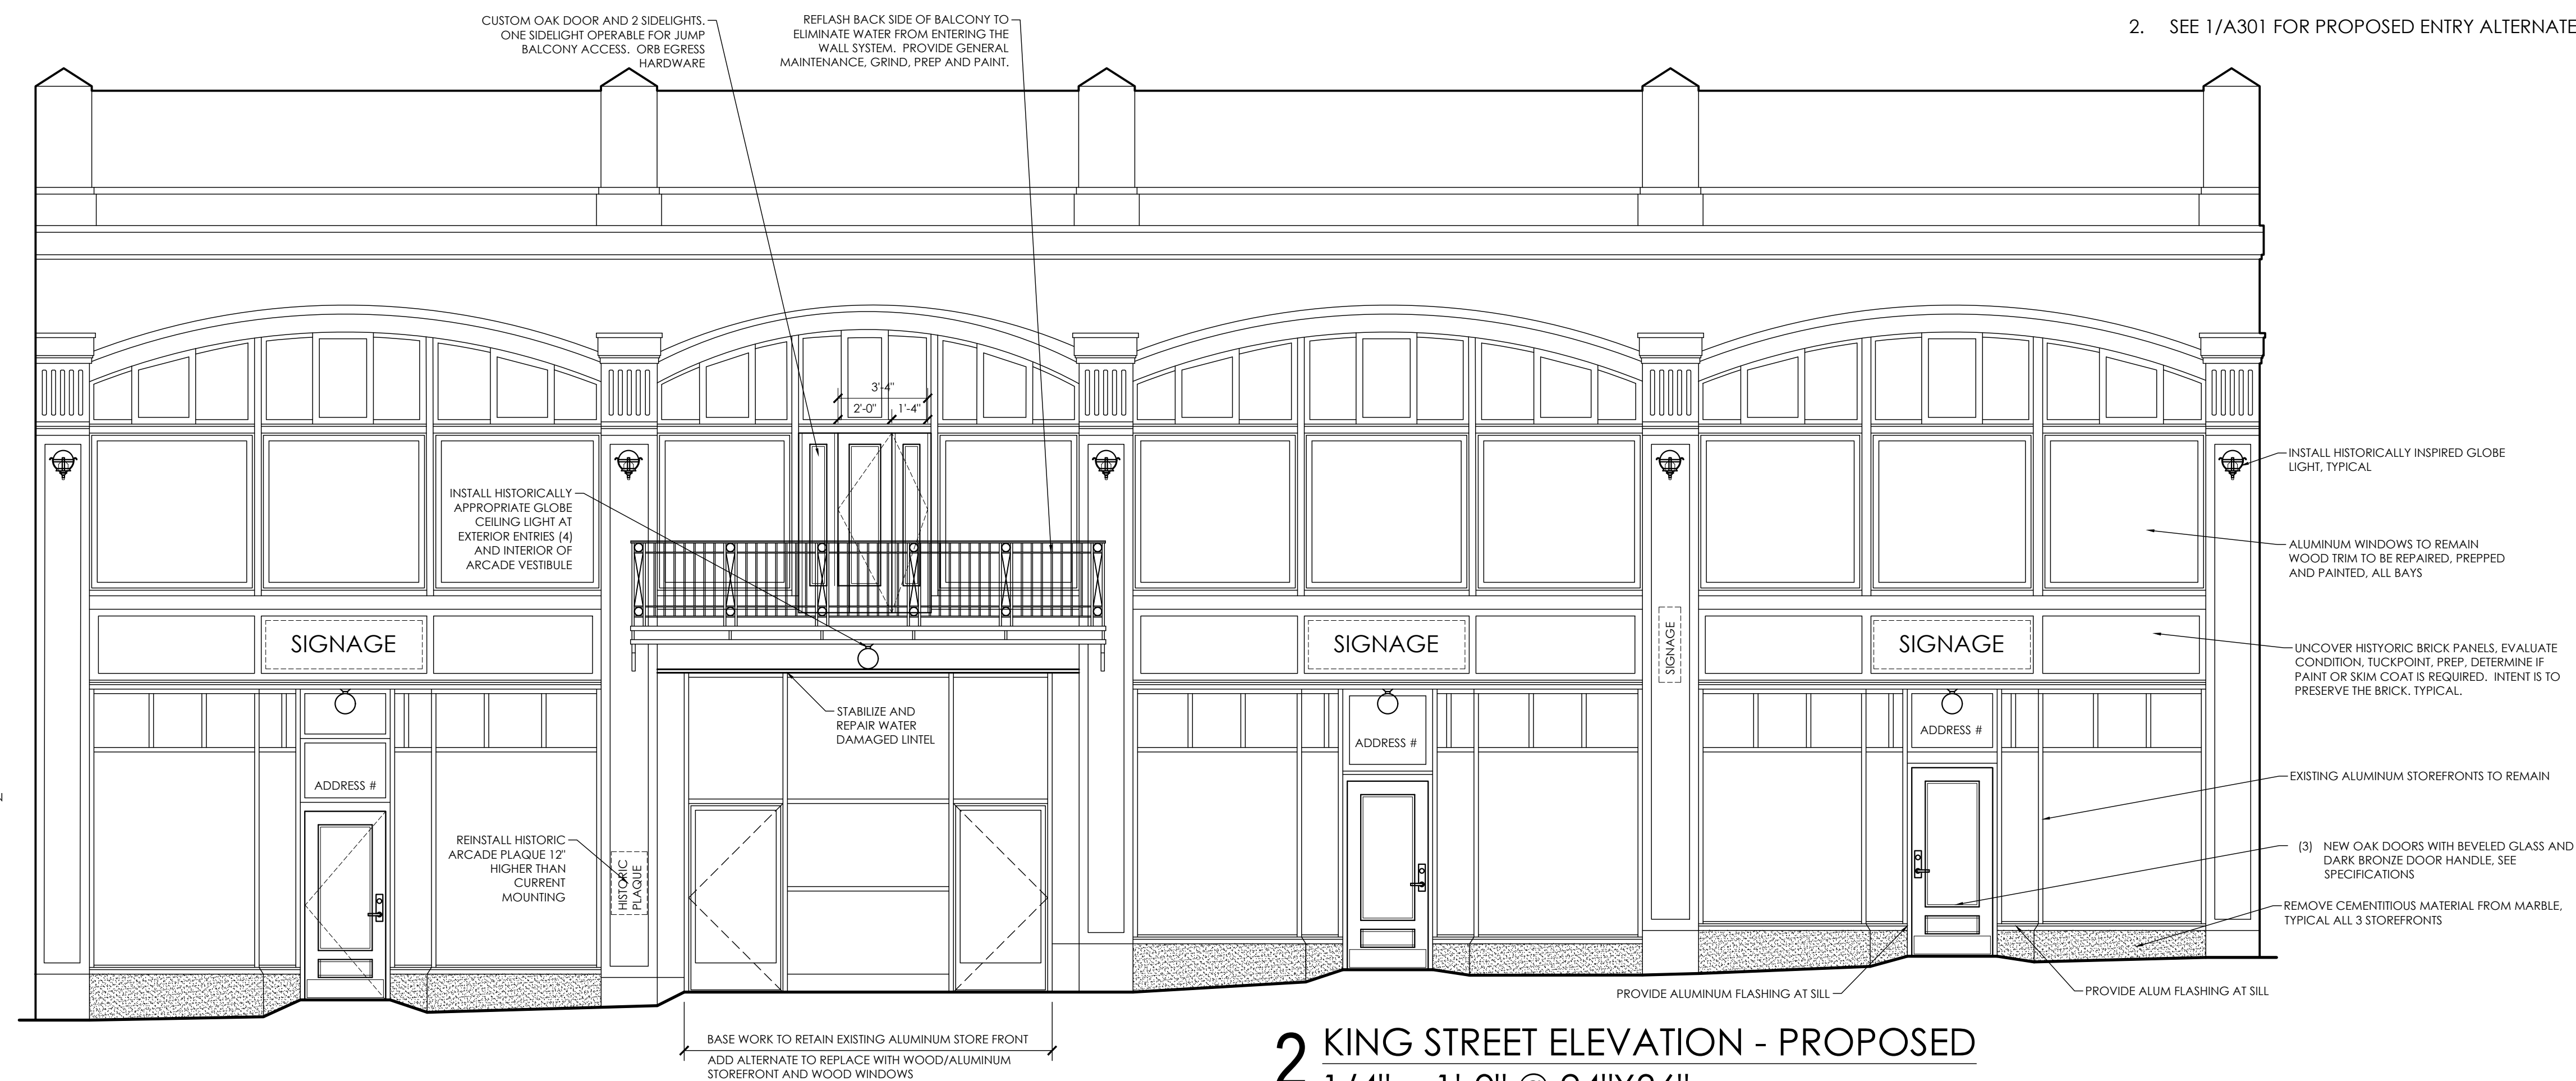 CUSTOM OAK DOOR AND 2 SIDELIGHTS.
ONE SIDELIGHT OPERABLE FOR JUMP
BALCONY ACCESS. ORB EGRESS
HARDWARE
REFLASH BACK SIDE OF BALCONY TO
ELIMINATE WATER FROM ENTERING THE
WALL SYSTEM. PROVIDE GENERAL
MAINTENANCE, GRIND, PREP AND PAINT.
2. SEE 1/A301 FOR PROPOSED ENTRY ALTERNATE
3'-4"
2'-0" 1'-4"
INSTALL HISTORICALLY
APPROPRIATE GLOBE
CEILING LIGHT AT
EXTERIOR ENTRIES (4)
AND INTERIOR OF
ARCADE VESTIBULE
INSTALL HISTORICALLY INSPIRED GLOBE
LIGHT, TYPICAL
ALUMINUM WINDOWS TO REMAIN
WOOD TRIM TO BE REPAIRED, PREPPED
AND PAINTED, ALL BAYS
SIGNAGE
SIGNAGE
SIGNAGE
SIGNAGE
UNCOVER HISTYORIC BRICK PANELS, EVALUATE
CONDITION, TUCKPOINT, PREP, DETERMINE IF
PAINT OR SKIM COAT IS REQUIRED. INTENT IS TO
PRESERVE THE BRICK. TYPICAL.
STABILIZE AND
REPAIR WATER
DAMAGED LINTEL
ADDRESS #
ADDRESS #
ADDRESS #
EXISTING ALUMINUM STOREFRONTS TO REMAIN
N
REINSTALL HISTORIC
ARCADE PLAQUE 12"
HIGHER THAN
CURRENT
MOUNTING
HISTORIC
PLAQUE
(3) NEW OAK DOORS WITH BEVELED GLASS AND
DARK BRONZE DOOR HANDLE, SEE
SPECIFICATIONS
REMOVE CEMENTITIOUS MATERIAL FROM MARBLE,
TYPICAL ALL 3 STOREFRONTS
PROVIDE ALUMINUM FLASHING AT SILL
PROVIDE ALUM FLASHING AT SILL
BASE WORK TO RETAIN EXISTING ALUMINUM STORE FRONT
ADD ALTERNATE TO REPLACE WITH WOOD/ALUMINUM
STOREFRONT AND WOOD WINDOWS
2 KING STREET ELEVATION - PROPOSED
1/4" = 1'-0" @ 24"X36"